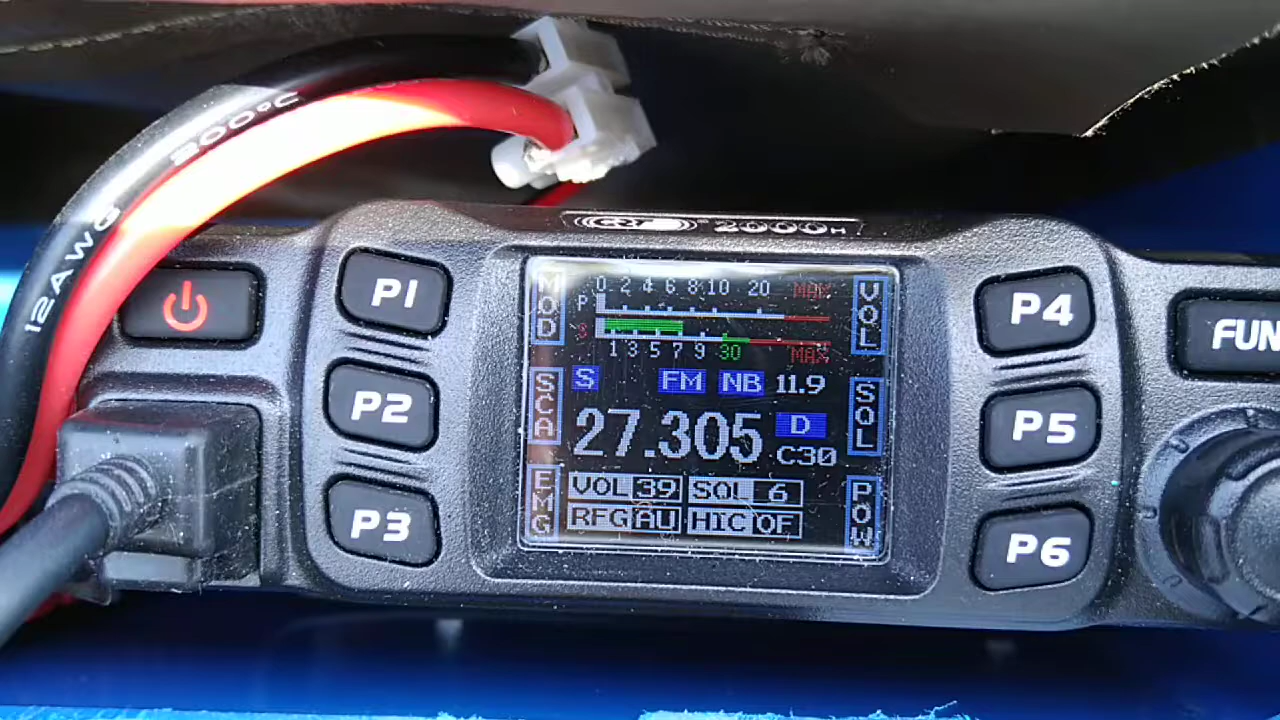 300°C
12AWG
CRT 2000H
P1
P2
P3
P4
P5
P6
FUN
MOD
SCA
EMG
VOL
SQL
POW
0 2 4 6 8 10 20 MAX
P
S
1 3 5 7 9 30 MAX
S FM NB 11.9
27.305 D
C30
VOL 39 SQL 6
RFG AU HIC OF